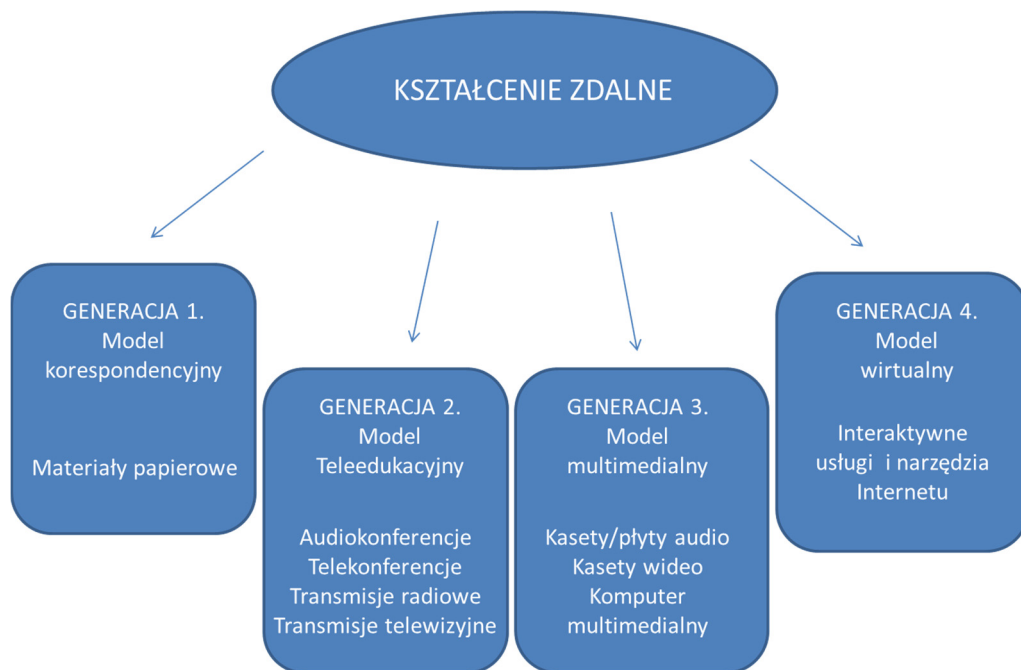 KSZTAŁCENIE ZDALNE
GENERACJA 1.
Model
korespondencyjny
Materiały papierowe
GENERACJA 2.
Model
Teleedukacyjny
Audiokonferencje
Telekonferencje
Transmisje radiowe
Transmisje telewizyjne
GENERACJA 3.
Model
multimedialny
Kasety/płyty audio
Kasety wideo
Komputer
multimedialny
GENERACJA 4.
Model
wirtualny
Interaktywne
usługi i narzędzia
Internetu